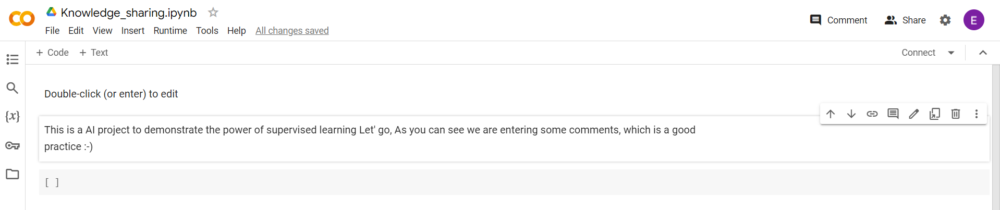 Knowledge_sharing.ipynb
File Edit View Insert Runtime Tools Help All changes saved
Comment Share E
+ Code + Text
Connect
{x}
Double-click (or enter) to edit
This is a AI project to demonstrate the power of supervised learning Let' go, As you can see we are entering some comments, which is a good
practice :-)
[ ]